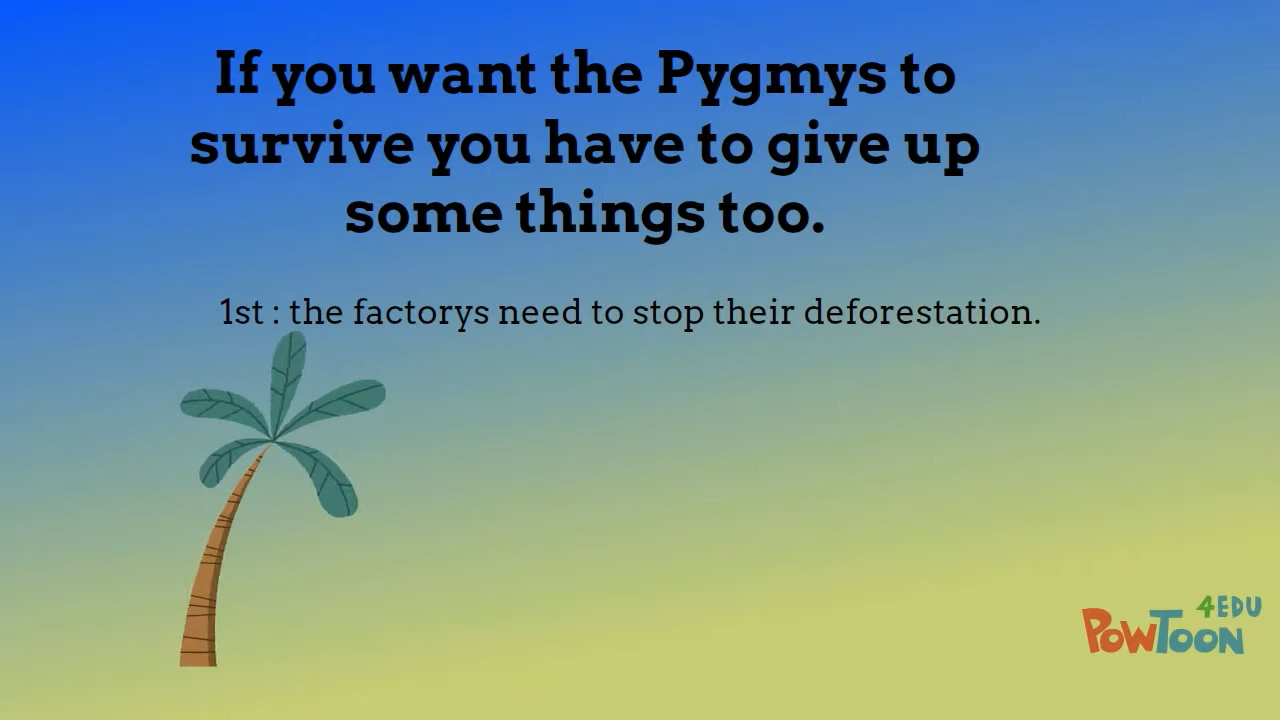 If you want the Pygmys to
survive you have to give up
some things too.
1st : the factorys need to stop their deforestation.
4EDU
POWTOON